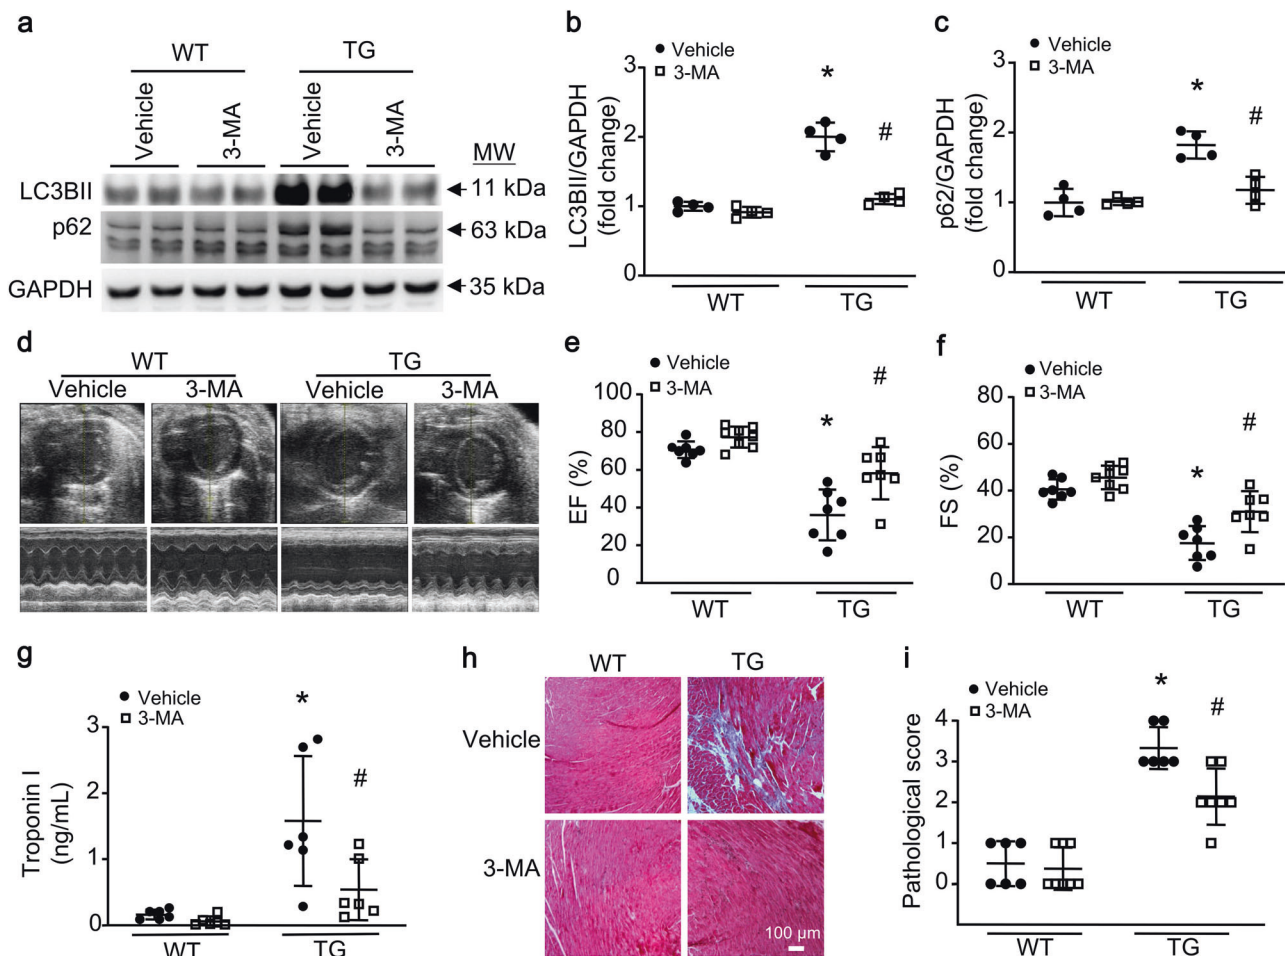 a
WT
TG
Vehicle
3-MA
Vehicle
3-MA
MW
LC3BII
11 kDa
p62
63 kDa
GAPDH
35 kDa
b
Vehicle
3-MA
LC3BII/GAPDH
(fold change)
3
2
1
0
*
#
WT
TG
c
Vehicle
3-MA
p62/GAPDH
(fold change)
3
2
1
0
*
#
WT
TG
d
WT
TG
Vehicle
3-MA
Vehicle
3-MA
e
Vehicle
3-MA
EF (%)
100
80
60
40
20
0
*
#
WT
TG
f
Vehicle
3-MA
FS (%)
80
60
40
20
0
*
#
WT
TG
g
Vehicle
3-MA
Troponin I
(ng/mL)
3
2
1
0
*
#
WT
TG
h
WT
TG
Vehicle
3-MA
100 µm
i
Vehicle
3-MA
Pathological score
4
3
2
1
0
*
#
WT
TG